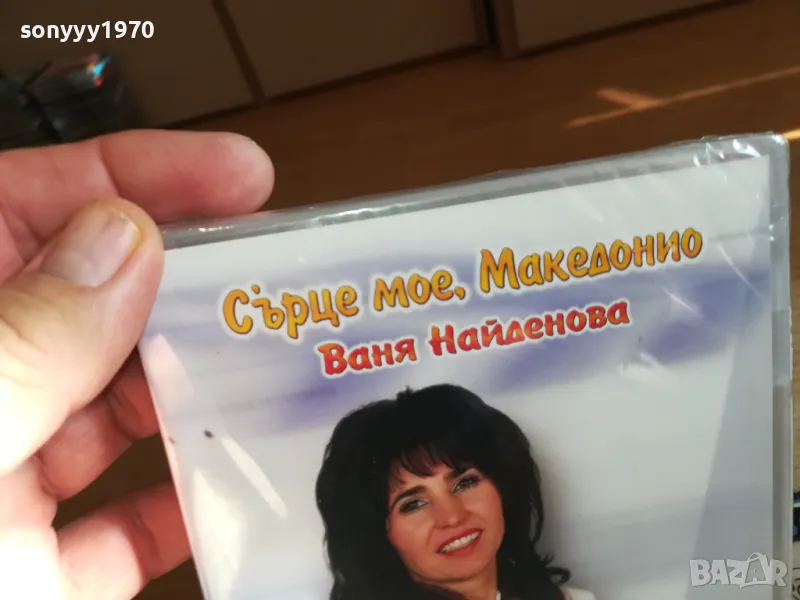 sonyyy1970
Сърце мое, Македонио
Ваня Найденова
BAZAR